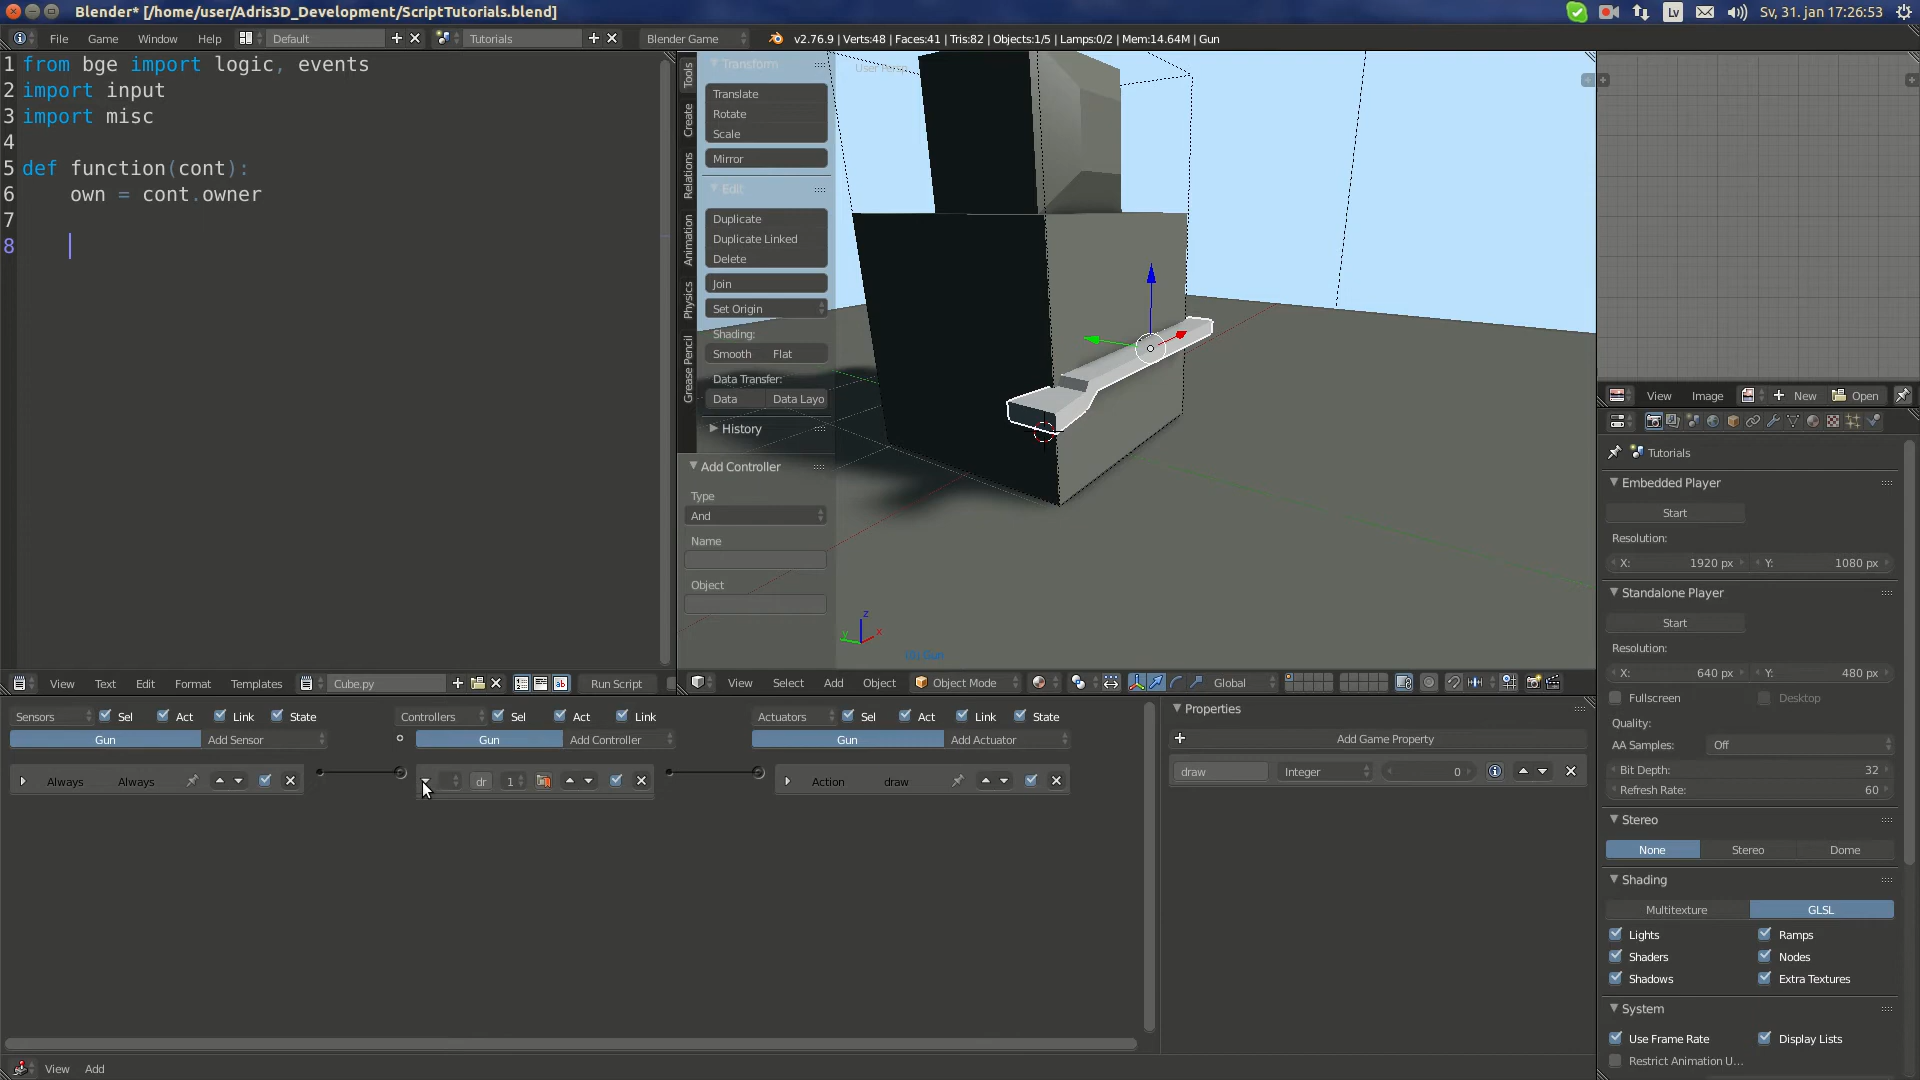 Blender* [/home/user/Adris3D_Development/ScriptTutorials.blend]
Lv
Sv, 31. jan 17:26:53
File Game Window Help Default Tutorials Blender Game v2.76.9 | Verts:48 | Faces:41 | Tris:82 | Objects:1/5 | Lamps:0/2 | Mem:14.64M | Gun
1 from bge import logic, events
2 import input
3 import misc
4
5 def function(cont):
6 own = cont.owner
7
8
View Text Edit Format Templates Cube.py Run Script
Tools
Create
Relations
Animation
Physics
Grease Pencil
Transform
Translate
Rotate
Scale
Mirror
Edit
Duplicate
Duplicate Linked
Delete
Join
Set Origin
Shading:
Smooth Flat
Data Transfer:
Data Data Layo
History
Add Controller
Type
And
Name
Object
User Persp
z
y x
(0) Gun
View Select Add Object Object Mode Global
Sensors Sel Act Link State
Gun Add Sensor
Always Always
Controllers Sel Act Link
Gun Add Controller
dr 1
Actuators Sel Act Link State
Gun Add Actuator
Action draw
Properties
Add Game Property
draw Integer 0
View Add
View Image New Open
Tutorials
Embedded Player
Start
Resolution:
X: 1920 px Y: 1080 px
Standalone Player
Start
Resolution:
X: 640 px Y: 480 px
Fullscreen Desktop
Quality:
AA Samples: Off
Bit Depth: 32
Refresh Rate: 60
Stereo
None Stereo Dome
Shading
Multitexture GLSL
Lights Ramps
Shaders Nodes
Shadows Extra Textures
System
Use Frame Rate Display Lists
Restrict Animation U...